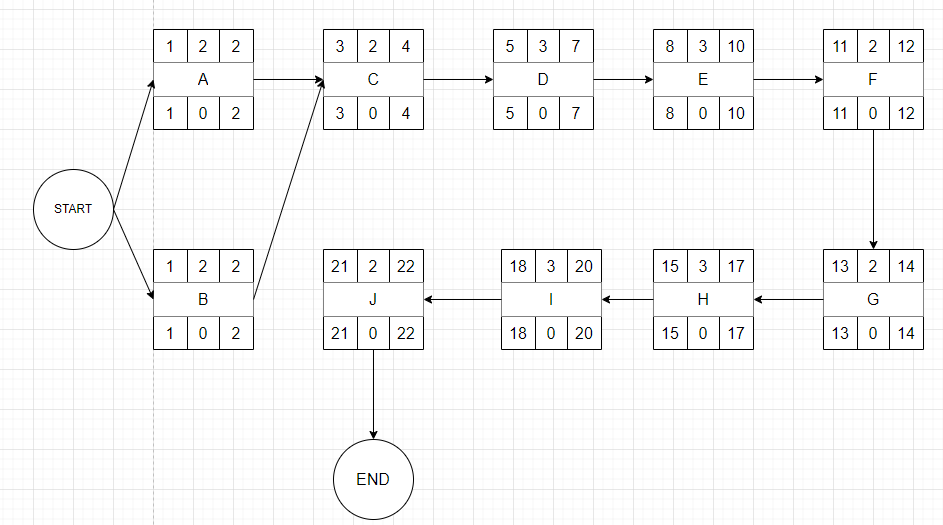 1 2 2
A
1 0 2
3 2 4
C
3 0 4
5 3 7
D
5 0 7
8 3 10
E
8 0 10
11 2 12
F
11 0 12
START
1 2 2
B
1 0 2
21 2 22
J
21 0 22
18 3 20
I
18 0 20
15 3 17
H
15 0 17
13 2 14
G
13 0 14
END